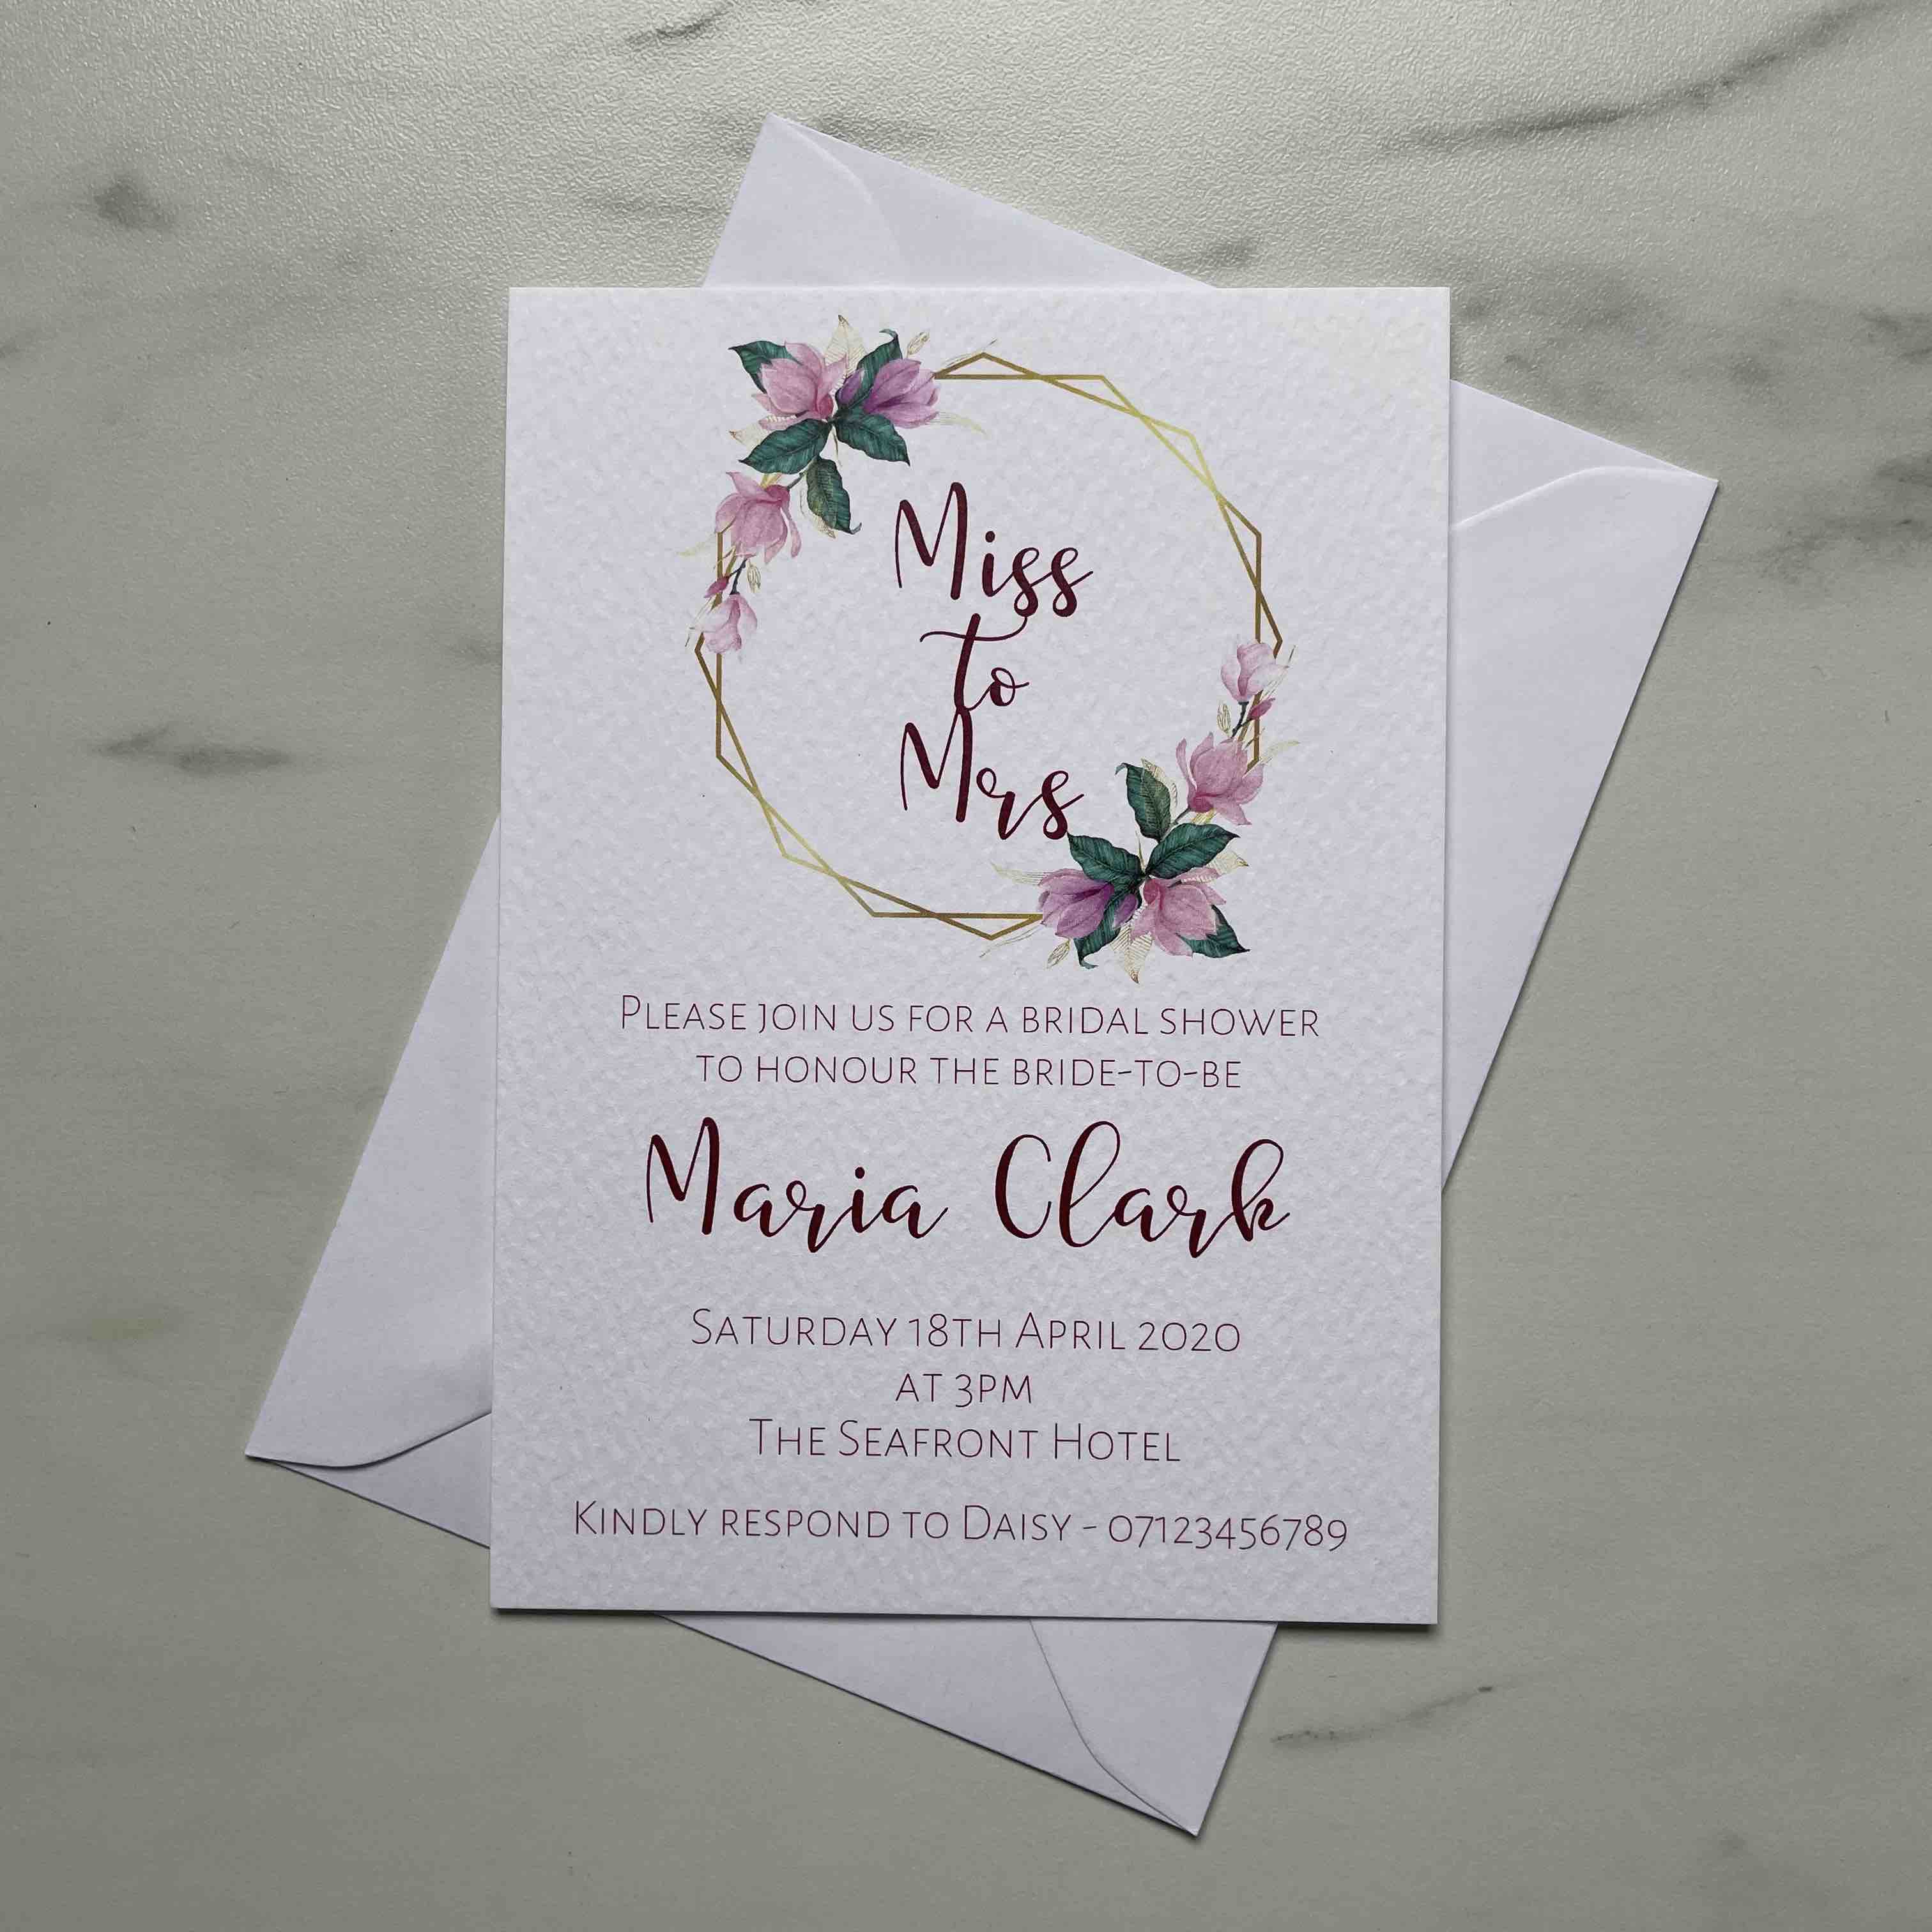 Miss
to
Mrs
Please join us for a bridal shower
to honour the bride-to-be
Maria Clark
Saturday 18th April 2020
at 3pm
The Seafront Hotel
Kindly respond to Daisy - 07123456789